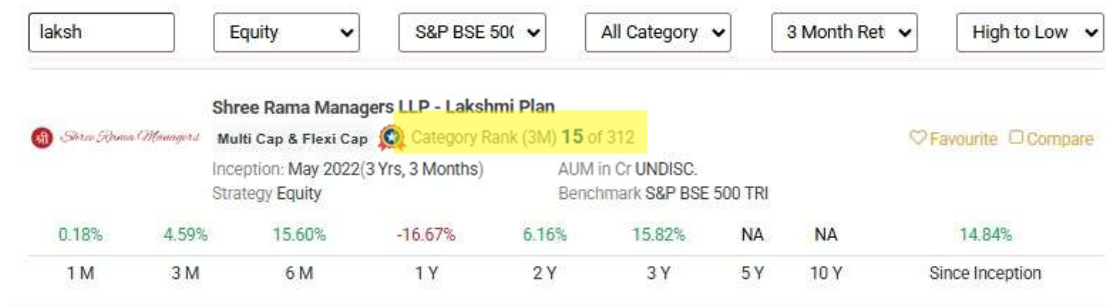 laksh Equity S&P BSE 50( All Category 3 Month Ret High to Low
Shree Rama Managers LLP - Lakshmi Plan
श्री Shree Rama Managers Multi Cap & Flexi Cap Category Rank (3M) 15 of 312 Favourite Compare
Inception: May 2022(3 Yrs, 3 Months) AUM in Cr UNDISC.
Strategy Equity Benchmark S&P BSE 500 TRI
0.18% 4.59% 15.60% -16.67% 6.16% 15.82% NA NA 14.84%
1 M 3 M 6 M 1 Y 2 Y 3 Y 5 Y 10 Y Since Inception